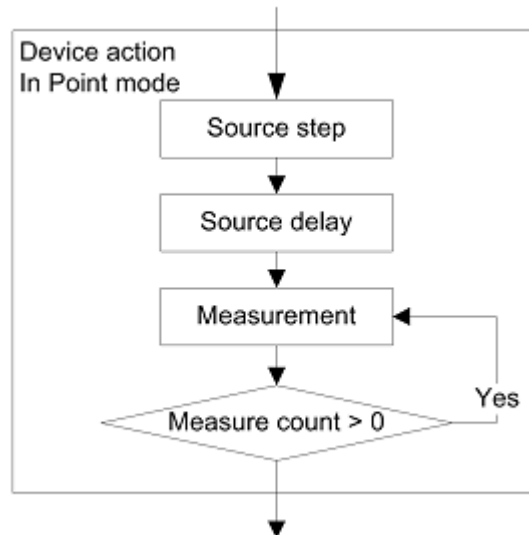 Device action
In Point mode
Source step
Source delay
Measurement
Yes
Measure count > 0